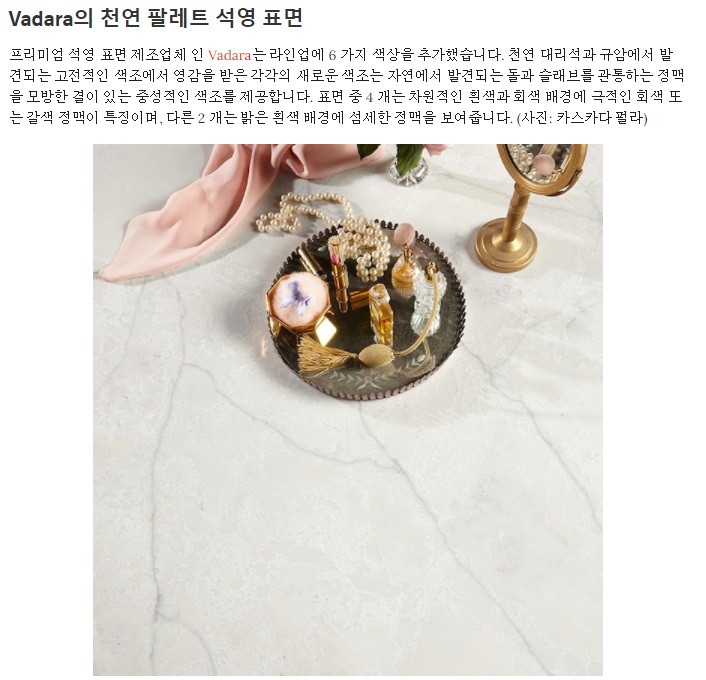 Vadara의 천연 팔레트 석영 표면
프리미엄 석영 표면 제조업체 인 Vadara는 라인업에 6 가지 색상을 추가했습니다. 천연 대리석과 규암에서 발
견되는 고전적인 색조에서 영감을 받은 각각의 새로운 색조는 자연에서 발견되는 돌과 슬래브를 관통하는 정맥
을 모방한 결이 있는 중성적인 색조를 제공합니다. 표면 중 4 개는 차원적인 흰색과 회색 배경에 극적인 회색 또
는 갈색 정맥이 특징이며, 다른 2 개는 밝은 흰색 배경에 섬세한 정맥을 보여줍니다. (사진: 카스카다 펄라)